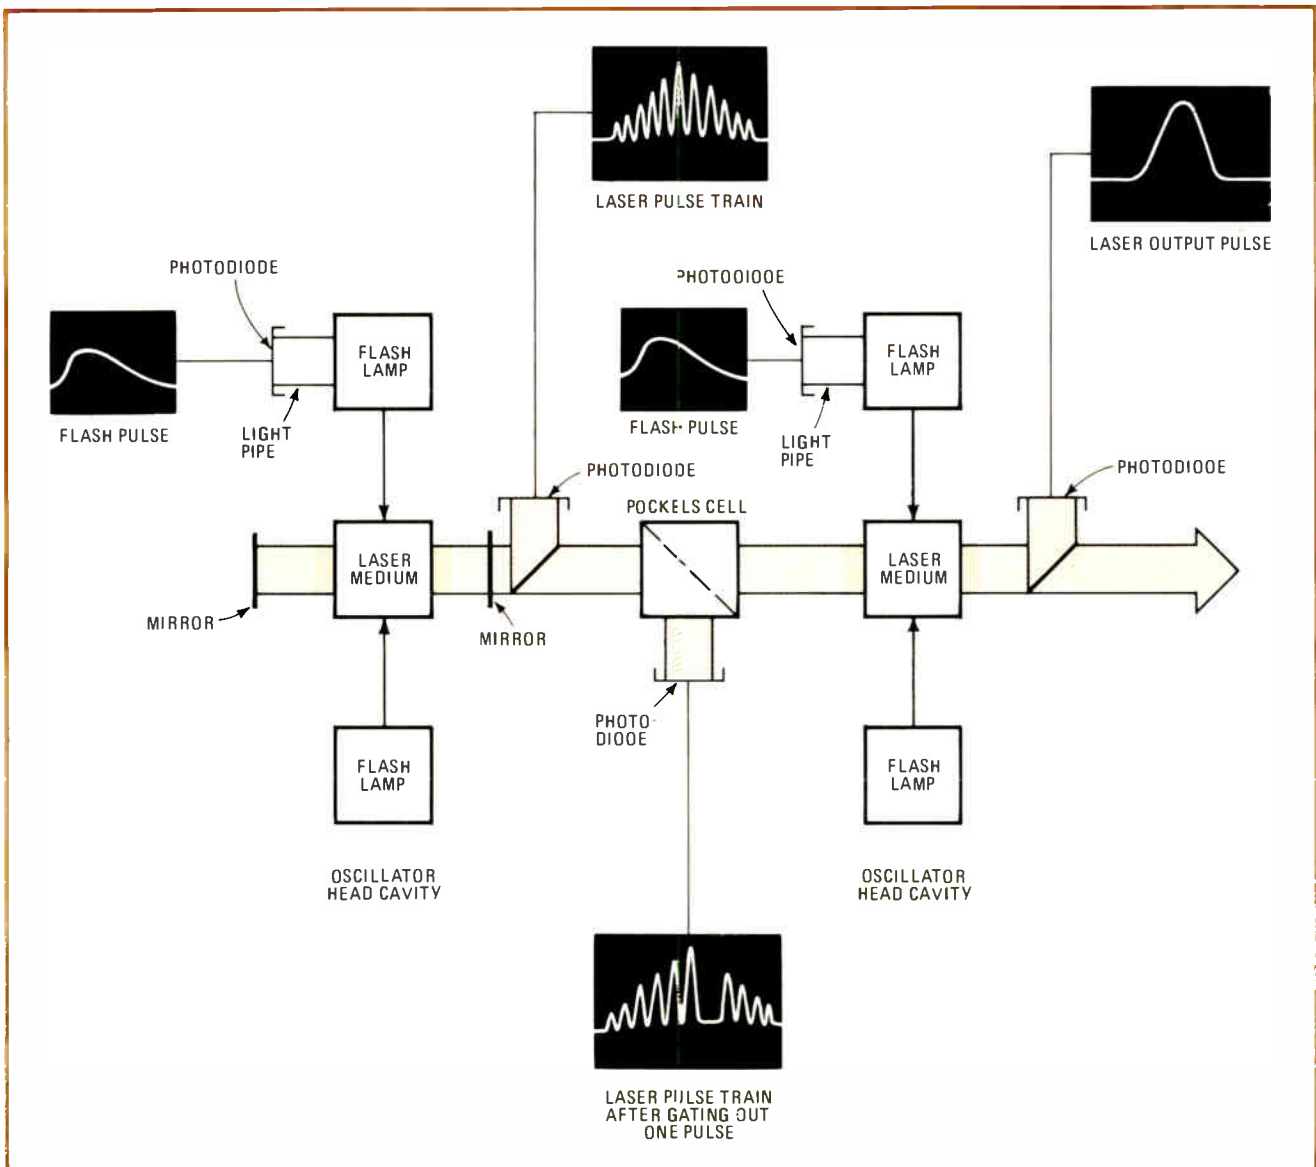 LASER PULSE TRAIN
LASER OUTPUT PULSE
PHOTODIODE
FLASH
LAMP
FLASH PULSE
LIGHT
PIPE
PHOTODIODE
FLASH
LAMP
FLASH PULSE
LIGHT
PIPE
PHOTODIODE
POCKELS CELL
PHOTODIODE
LASER
MEDIUM
LASER
MEDIUM
MIRROR
MIRROR
PHOTO-
DIODE
FLASH
LAMP
FLASH
LAMP
OSCILLATOR
HEAD CAVITY
OSCILLATOR
HEAD CAVITY
LASER PULSE TRAIN
AFTER GATING OUT
ONE PULSE